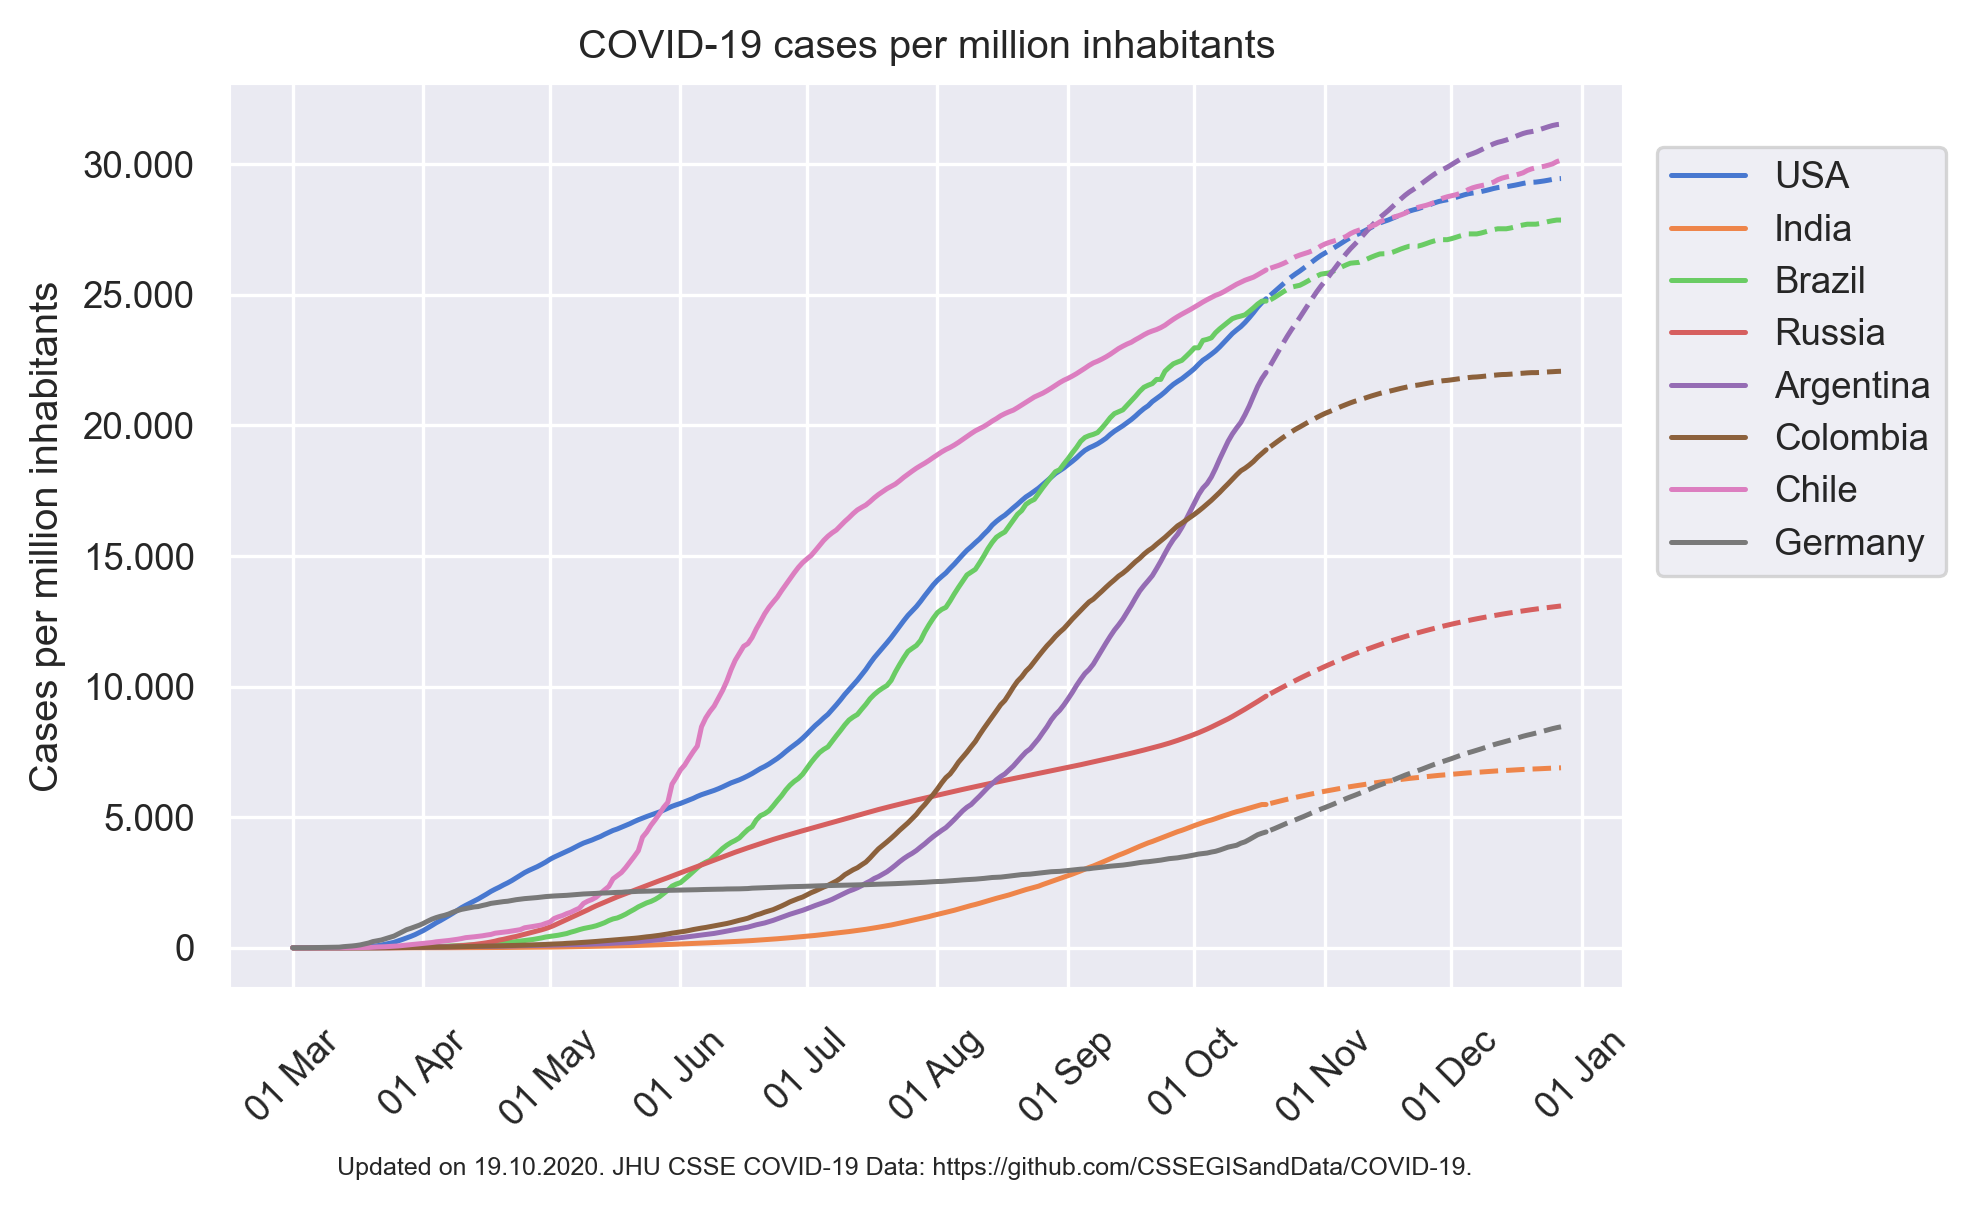 COVID-19 cases per million inhabitants
Cases per million inhabitants
30.000
25.000
20.000
15.000
10.000
5.000
0
01 Mar
01 Apr
01 May
01 Jun
01 Jul
01 Aug
01 Sep
01 Oct
01 Nov
01 Dec
01 Jan
USA
India
Brazil
Russia
Argentina
Colombia
Chile
Germany
Updated on 19.10.2020. JHU CSSE COVID-19 Data: https://github.com/CSSEGISandData/COVID-19.